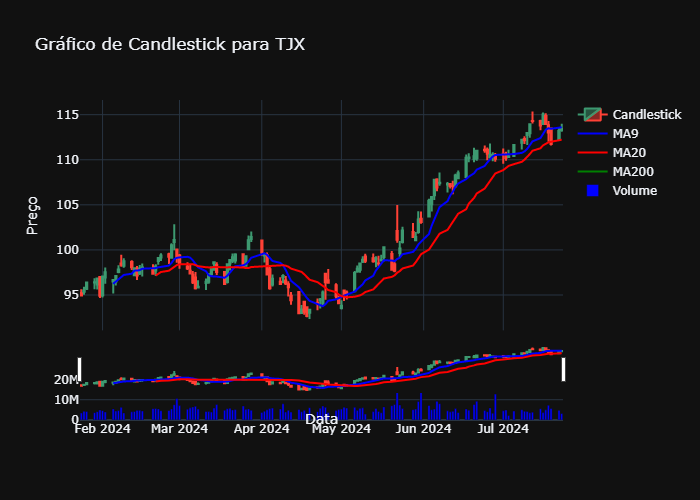 Gráfico de Candlestick para TJX
Preço
115
110
105
100
95
Candlestick
MA9
MA20
MA200
Volume
20M
10M
0
Feb 2024
Mar 2024
Apr 2024
May 2024
Jun 2024
Jul 2024
Data